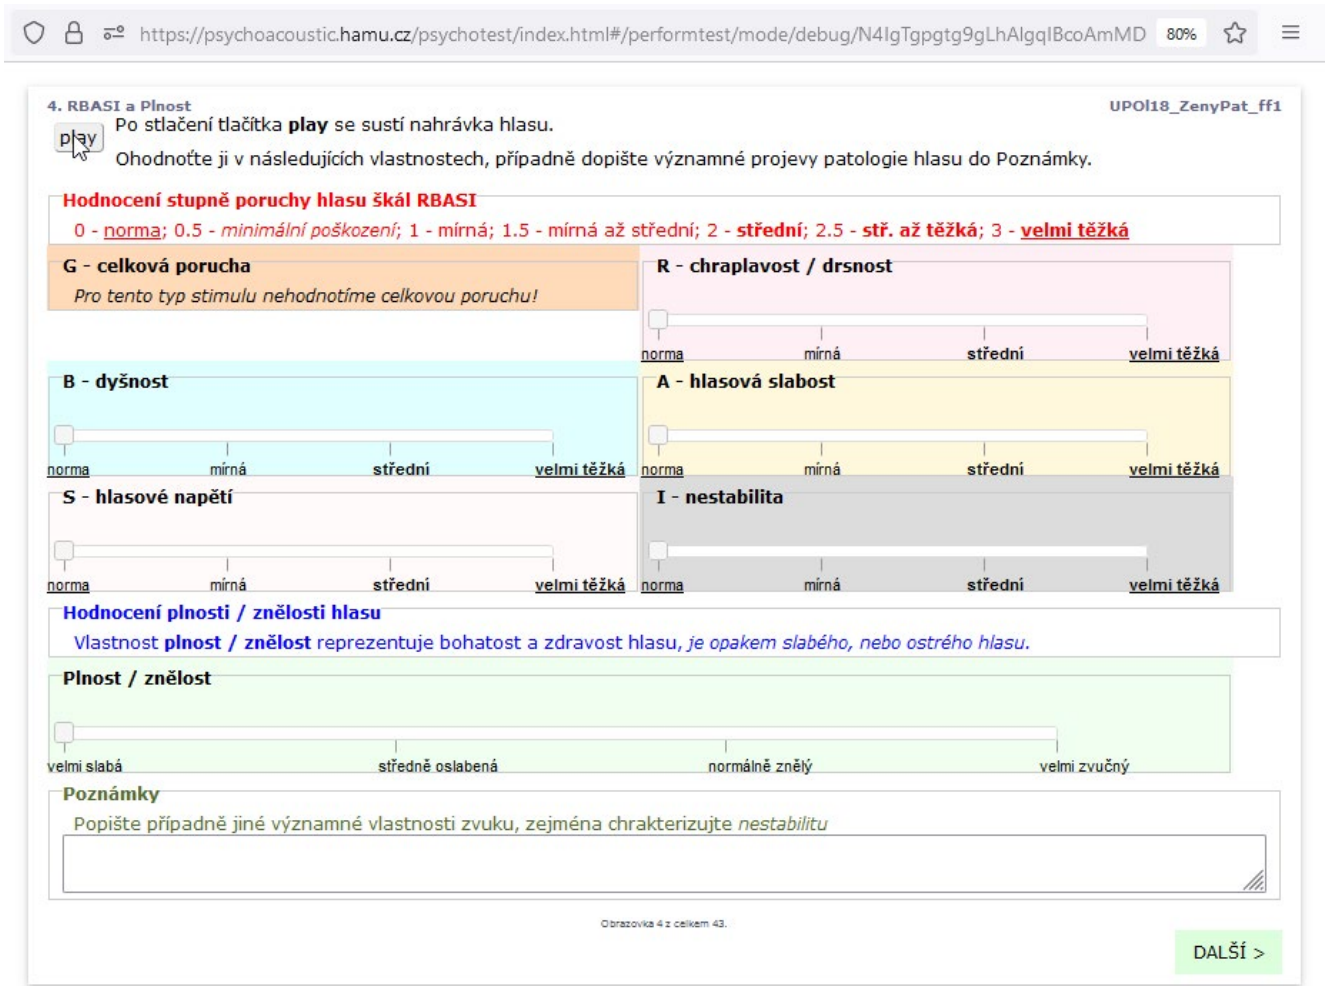 https://psychoacoustic.hamu.cz/psychotest/index.html#/performtest/mode/debug/N4IgTgpgtg9gLhAlgqIBcoAmMD 80%
4. RBASI a Plnost UPOl18_ZenyPat_ff1
play Po stlačení tlačítka play se sustí nahrávka hlasu.
Ohodnoťte ji v následujících vlastnostech, případně dopište významné projevy patologie hlasu do Poznámky.
Hodnocení stupně poruchy hlasu škál RBASI
0 - norma; 0.5 - minimální poškození; 1 - mírná; 1.5 - mírná až střední; 2 - střední; 2.5 - stř. až těžká; 3 - velmi těžká
G - celková porucha
Pro tento typ stimulu nehodnotíme celkovou poruchu!
R - chraplavost / drsnost
norma mírná střední velmi těžká
B - dyšnost
norma mírná střední velmi těžká
A - hlasová slabost
norma mírná střední velmi těžká
S - hlasové napětí
norma mírná střední velmi těžká
I - nestabilita
norma mírná střední velmi těžká
Hodnocení plnosti / znělosti hlasu
Vlastnost plnost / znělost reprezentuje bohatost a zdravost hlasu, je opakem slabého, nebo ostrého hlasu.
Plnost / znělost
velmi slabá středně oslabená normálně znělý velmi zvučný
Poznámky
Popište případně jiné významné vlastnosti zvuku, zejména chrakterizujte nestabilitu
Obrazovka 4 z celkem 43.
DALŠÍ >